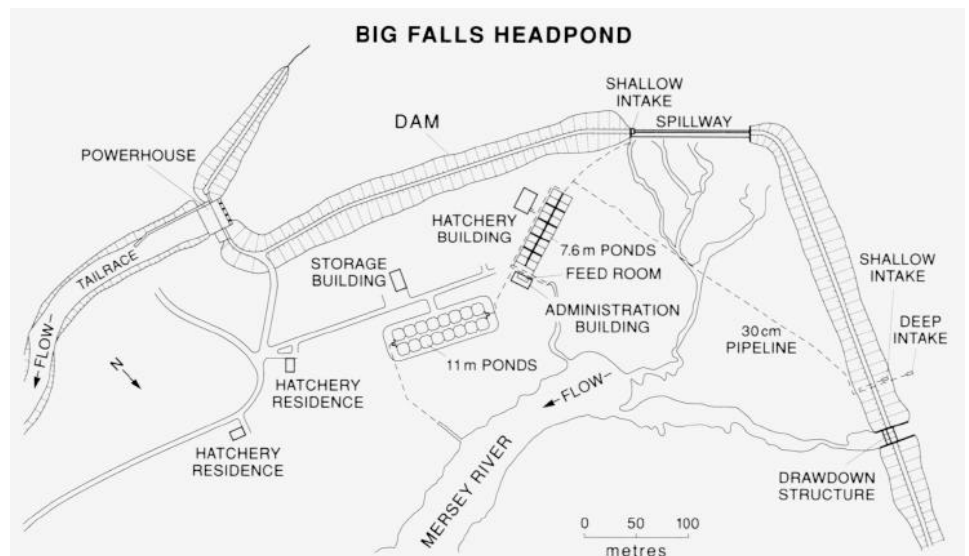 BIG FALLS HEADPOND
SHALLOW
INTAKE
SPILLWAY
DAM
POWERHOUSE
HATCHERY
BUILDING
7.6 m PONDS
FEED ROOM
ADMINISTRATION
BUILDING
STORAGE
BUILDING
TAILRACE
FLOW
SHALLOW
INTAKE
DEEP
INTAKE
30 cm
PIPELINE
11 m PONDS
N
HATCHERY
RESIDENCE
HATCHERY
RESIDENCE
FLOW
MERSEY RIVER
DRAWDOWN
STRUCTURE
0 50 100
metres